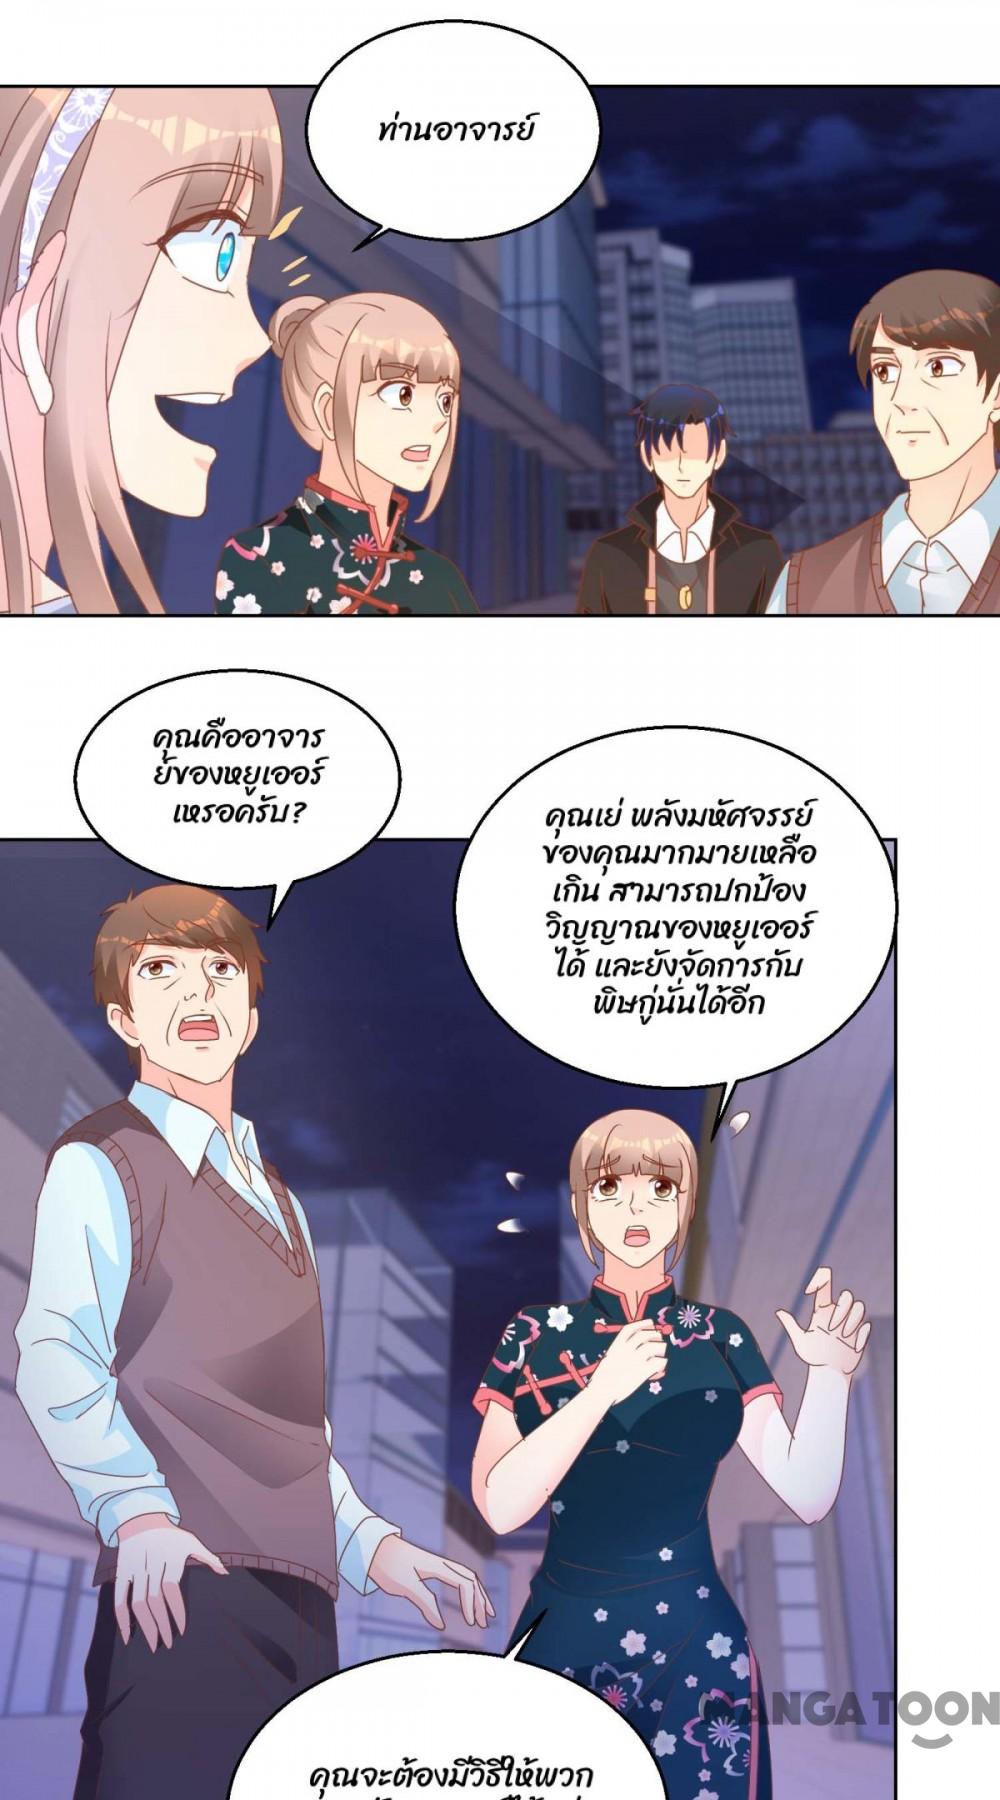 ท่านอาจารย์
คุณคืออาจาร
ย์ของหยูเออร์
เหรอครับ?
คุณเย่ พลังมหัศจรรย์
ของคุณมากมายเหลือ
เกิน สามารถปกป้อง
วิญญาณของหยูเออร์
ได้ และยังจัดการกับ
พิษกู่นั่นได้อีก
MANGATOON
คุณจะต้องมีวิธีให้พวก